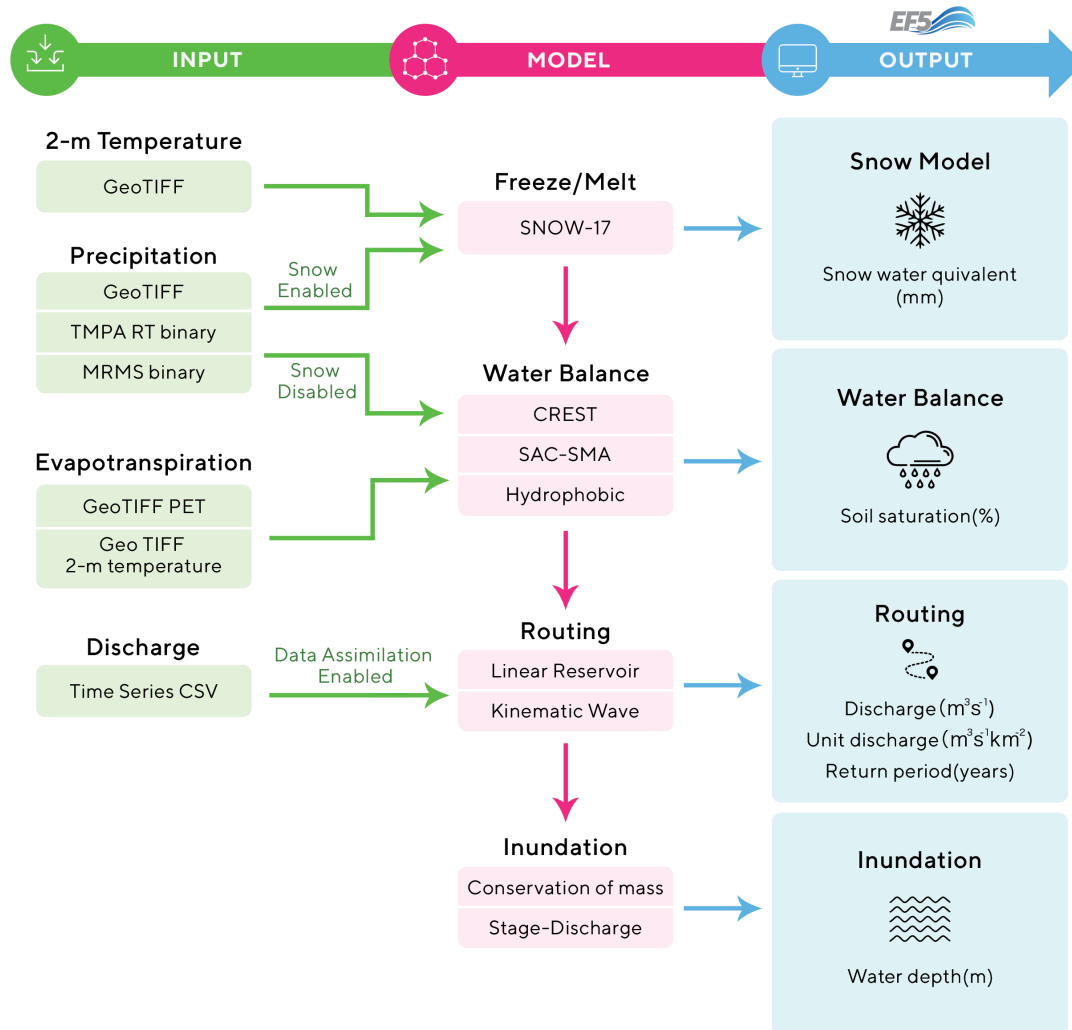 EF5
INPUT
MODEL
OUTPUT
2-m Temperature
GeoTIFF
Precipitation
GeoTIFF
TMPA RT binary
MRMS binary
Snow
Enabled
Snow
Disabled
Evapotranspiration
GeoTIFF PET
Geo TIFF
2-m temperature
Discharge
Time Series CSV
Data Assimilation
Enabled
Freeze/Melt
SNOW-17
Water Balance
CREST
SAC-SMA
Hydrophobic
Routing
Linear Reservoir
Kinematic Wave
Inundation
Conservation of mass
Stage-Discharge
Snow Model
Snow water quivalent
(mm)
Water Balance
Soil saturation(%)
Routing
Discharge(m³s⁻¹)
Unit discharge(m³s⁻¹km⁻²)
Return period(years)
Inundation
Water depth(m)